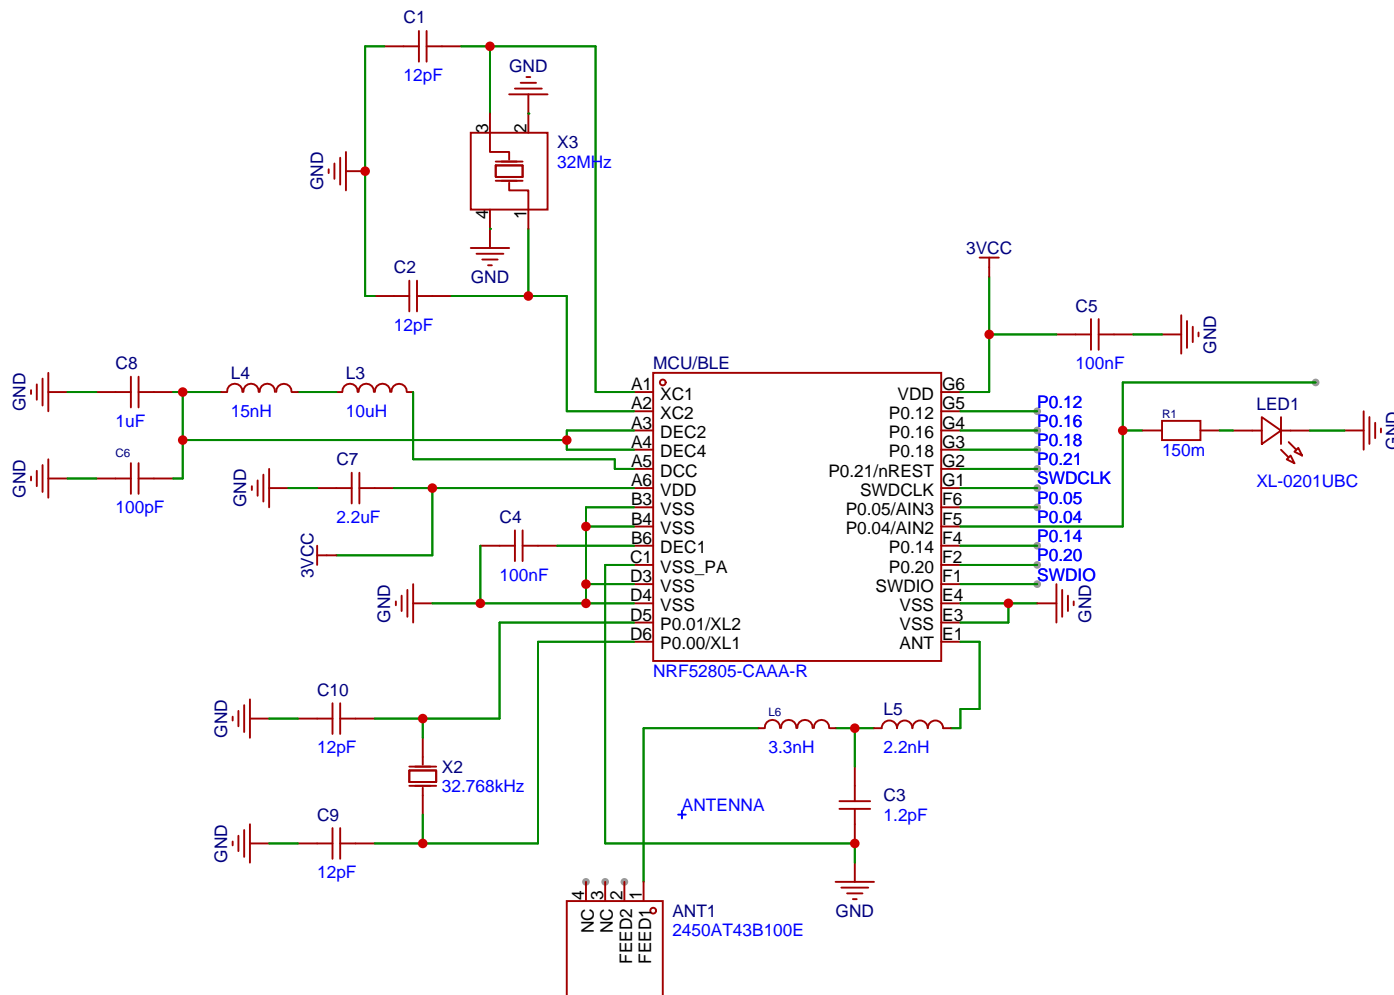 C1
12pF
GND
3
2
X3
32MHz
GND
4
1
GND
C2
12pF
3VCC
C5
100nF
GND
MCU/BLE
C8
1uF
GND
L4
15nH
L3
10uH
C6
100pF
GND
C7
2.2uF
GND
3VCC
C4
100nF
GND
A1 XC1
A2 XC2
A3 DEC2
A4 DEC4
A5 DCC
A6 VDD
B3 VSS
B4 VSS
B6 DEC1
C1 VSS_PA
D3 VSS
D4 VSS
D5 P0.01/XL2
D6 P0.00/XL1
VDD G6
P0.12 G5 P0.12
P0.16 G4 P0.16
P0.18 G3 P0.18
P0.21/nREST G2 P0.21
SWDCLK G1 SWDCLK
P0.05/AIN3 F6 P0.05
P0.04/AIN2 F5 P0.04
P0.14 F4 P0.14
P0.20 F2 P0.20
SWDIO F1 SWDIO
VSS E4
VSS E3
ANT E1
GND
NRF52805-CAAA-R
R1
150m
LED1
XL-0201UBC
GND
C10
12pF
GND
X2
32.768kHz
C9
12pF
GND
L6
3.3nH
L5
2.2nH
C3
1.2pF
GND
ANTENNA
4 NC
3 NC
2 FEED2
1 FEED1
ANT1
2450AT43B100E